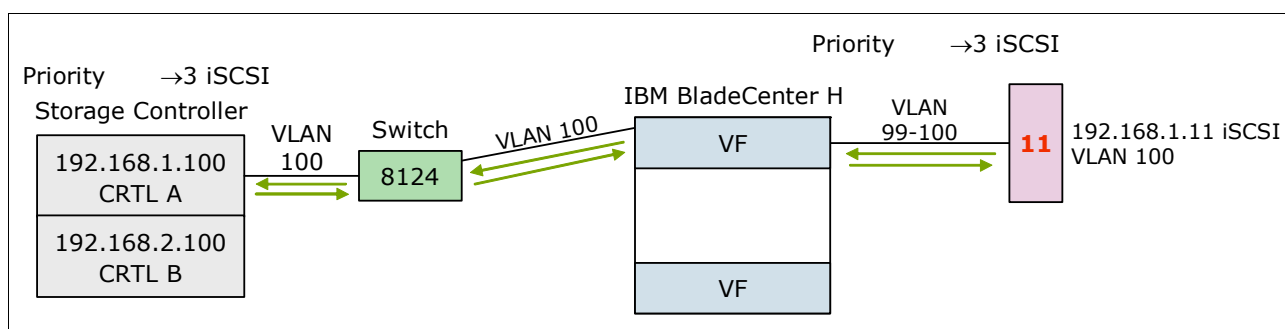 Priority →3 iSCSI
Storage Controller
192.168.1.100
CRTL A
192.168.2.100
CRTL B
VLAN
100
Switch
8124
VLAN 100
IBM BladeCenter H
VF
VF
Priority →3 iSCSI
VLAN
99-100
11
192.168.1.11 iSCSI
VLAN 100